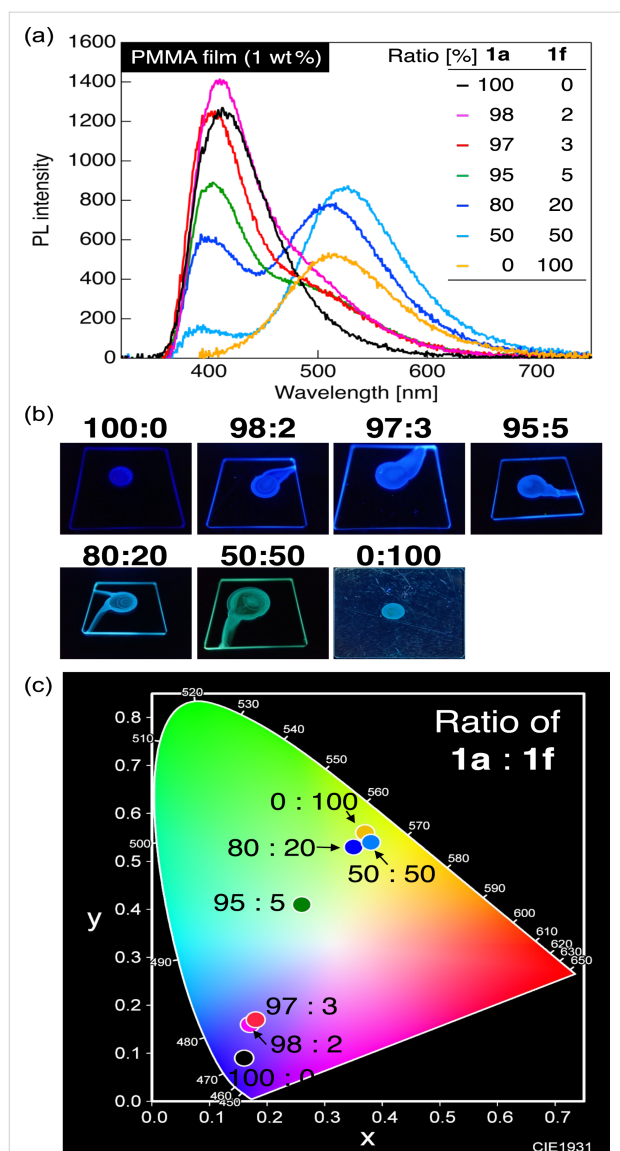 (a)
PMMA film (1 wt%)
Ratio [%] 1a 1f
100 0
98 2
97 3
95 5
80 20
50 50
0 100
1600
1400
1200
1000
800
600
400
200
0
PL intensity
400 500 600 700
Wavelength [nm]
(b)
100:0 98:2 97:3 95:5
80:20 50:50 0:100
(c)
Ratio of
1a : 1f
520
530
540
550
560
570
580
590
600
610
620
630
650
510
500
490
480
470
460
450
0 : 100
80 : 20
50 : 50
95 : 5
97 : 3
98 : 2
100 : 0
0.8
0.7
0.6
0.5
0.4
0.3
0.2
0.1
0.0
y
0.0 0.1 0.2 0.3 0.4 0.5 0.6 0.7
x
CIE1931